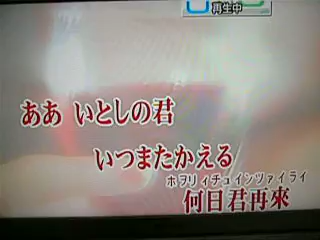 再生中
ああ いとしの君
いつまたかえる
ホヲリィチュインツァイライ
何日君再來